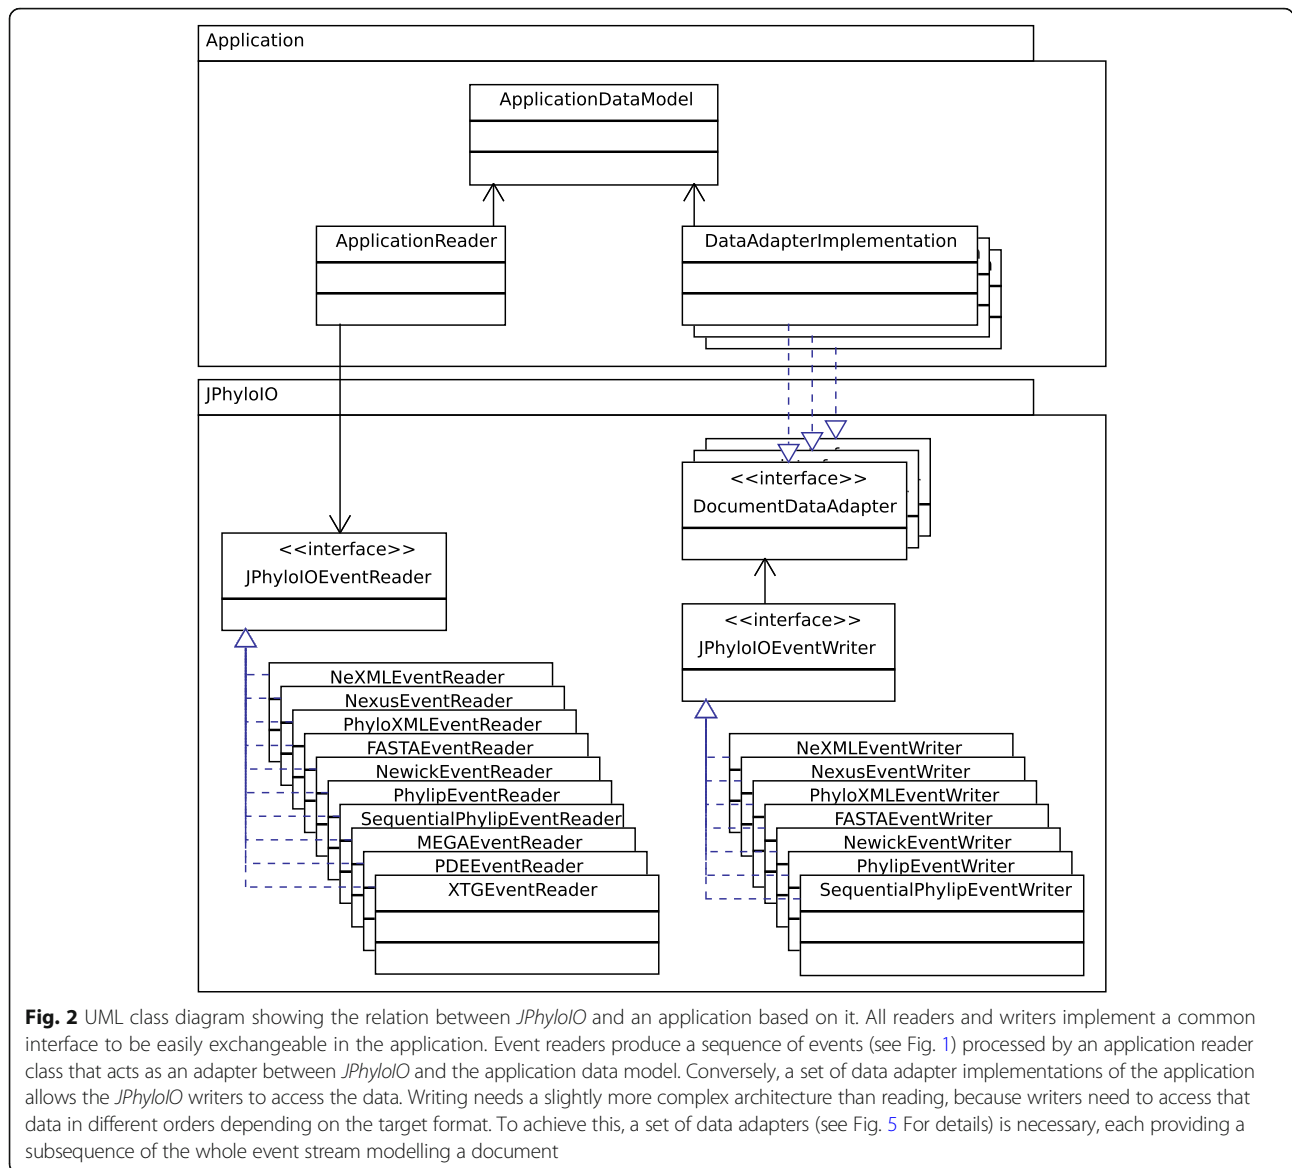 Application
ApplicationDataModel
ApplicationReader
DataAdapterImplementation
JPhyloIO
<<interface>>
DocumentDataAdapter
<<interface>>
JPhyloIOEventReader
<<interface>>
JPhyloIOEventWriter
NeXMLEventReader
NexusEventReader
PhyloXMLEventReader
FASTAEventReader
NewickEventReader
PhylipEventReader
SequentialPhylipEventReader
MEGAEventReader
PDEEventReader
XTGEventReader
NeXMLEventWriter
NexusEventWriter
PhyloXMLEventWriter
FASTAEventWriter
NewickEventWriter
PhylipEventWriter
SequentialPhylipEventWriter
Fig. 2 UML class diagram showing the relation between JPhyloIO and an application based on it. All readers and writers implement a common
interface to be easily exchangeable in the application. Event readers produce a sequence of events (see Fig. 1) processed by an application reader
class that acts as an adapter between JPhyloIO and the application data model. Conversely, a set of data adapter implementations of the application
allows the JPhyloIO writers to access the data. Writing needs a slightly more complex architecture than reading, because writers need to access that
data in different orders depending on the target format. To achieve this, a set of data adapters (see Fig. 5 For details) is necessary, each providing a
subsequence of the whole event stream modelling a document